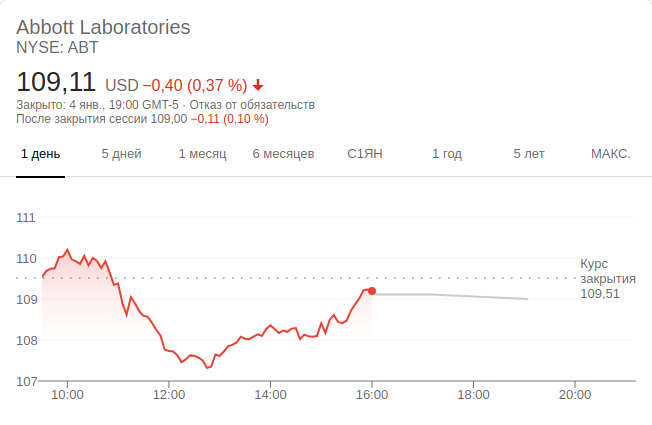 Abbott Laboratories
NYSE: ABT
109,11 USD −0,40 (0,37 %)
Закрыто: 4 янв., 19:00 GMT-5 · Отказ от обязательств
После закрытия сессии 109,00 −0,11 (0,10 %)
1 день 5 дней 1 месяц 6 месяцев С1ЯН 1 год 5 лет МАКС.
111
110
109
108
107
Курс
закрытия
109,51
10:00 12:00 14:00 16:00 18:00 20:00